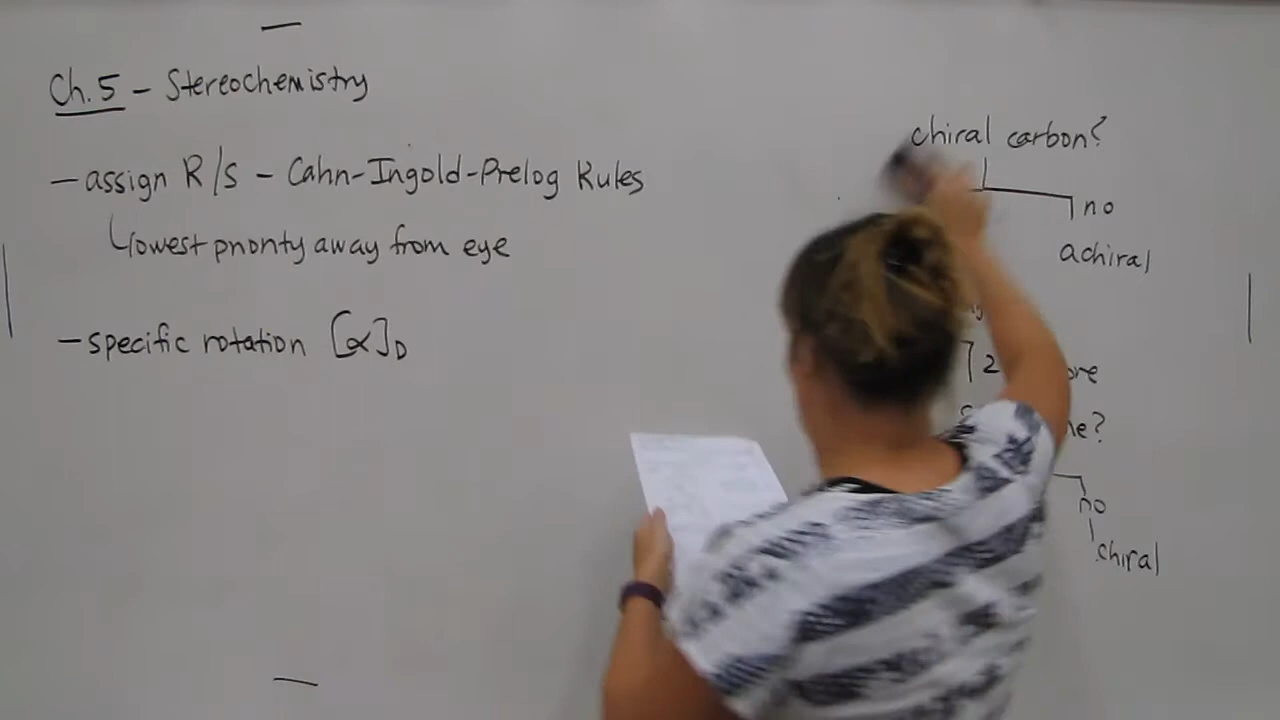 Ch. 5 - Stereochemistry
- assign R/S - Cahn-Ingold-Prelog Rules
lowest priority away from eye
- specific rotation [α]D
chiral carbon?
no
achiral
2
no
chiral